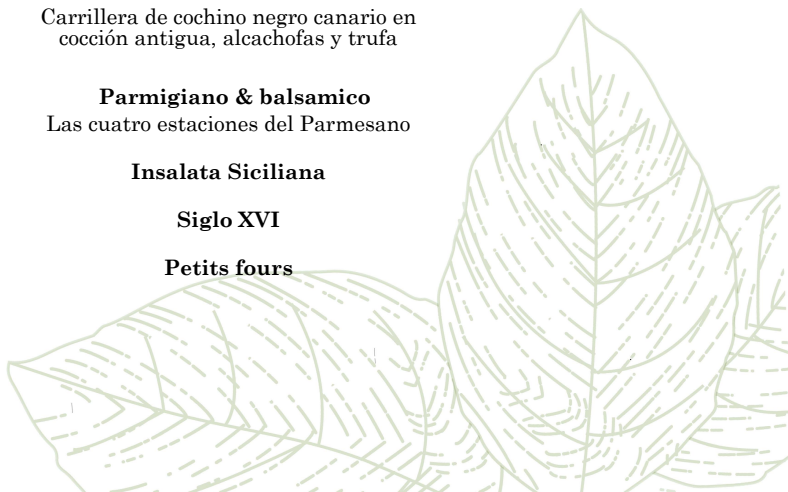 Carrillera de cochino negro canario en
cocción antigua, alcachofas y trufa
Parmigiano & balsamico
Las cuatro estaciones del Parmesano
Insalata Siciliana
Siglo XVI
Petits fours